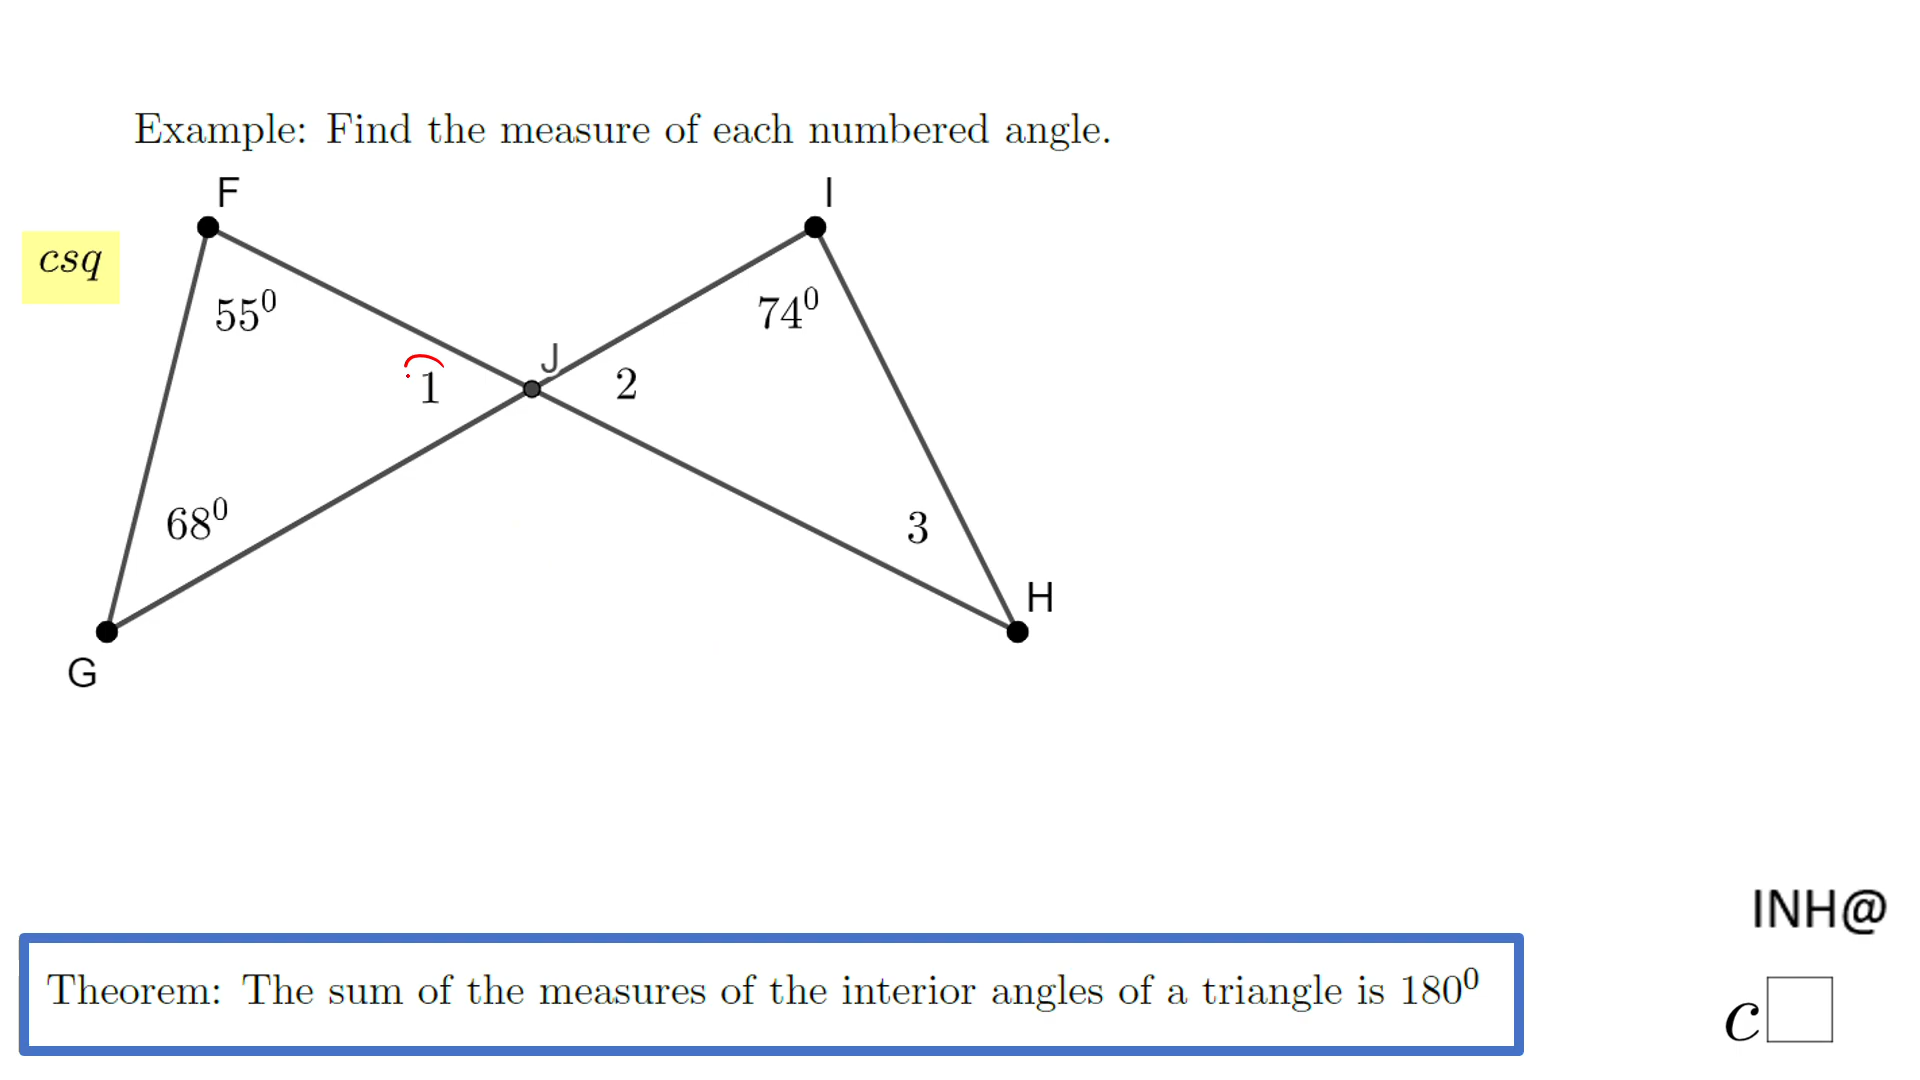 Example: Find the measure of each numbered angle.
F
I
csq
55⁰
74⁰
J
1
2
68⁰
3
H
G
INH@
Theorem: The sum of the measures of the interior angles of a triangle is 180⁰
c